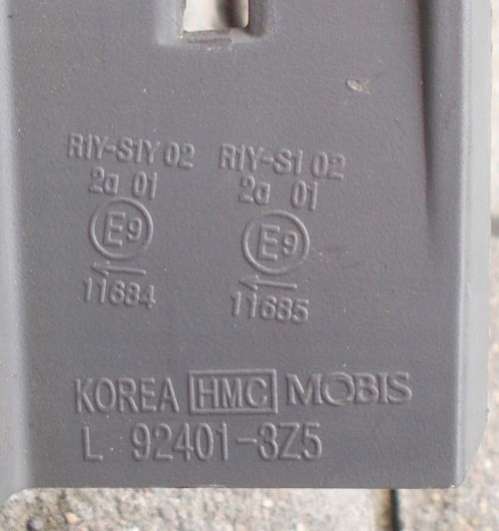 R1Y-S1Y 02 R1Y-S1 02
2a 01 2a 01
E9 E9
11684 11685
KOREA HMC MOBIS
L 92401-3Z5